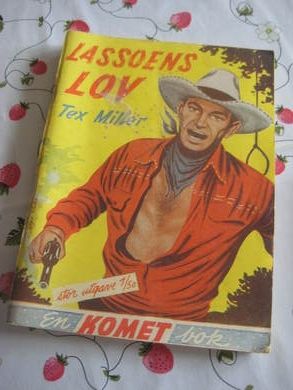 LASSOENS
LOV
Tex Miller
stor utgave 1/50
En KOMET bok